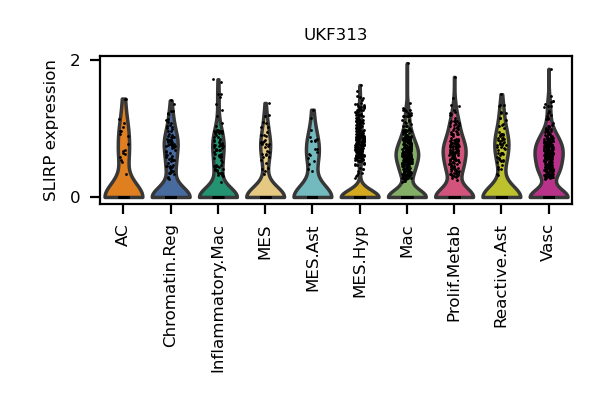 UKF313
SLIRP expression
2
0
AC
Chromatin.Reg
Inflammatory.Mac
MES
MES.Ast
MES.Hyp
Mac
Prolif.Metab
Reactive.Ast
Vasc